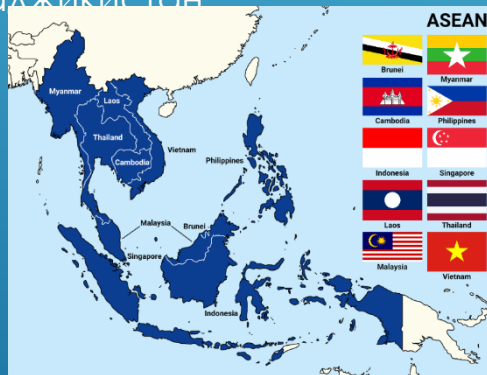 ТАДЖИКИСТОН
ASEAN
Brunei
Myanmar
Cambodia
Philippines
Indonesia
Singapore
Laos
Thailand
Malaysia
Vietnam
Myanmar
Laos
Thailand
Vietnam
Cambodia
Philippines
Malaysia
Brunei
Singapore
Indonesia